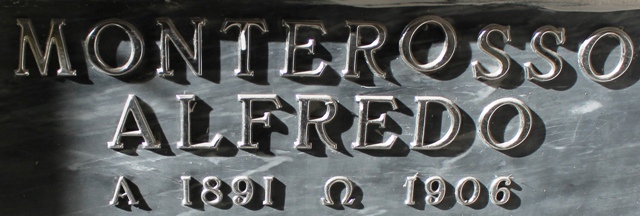 MONTEROSSO
ALFREDO
Α 1891 Ω 1906